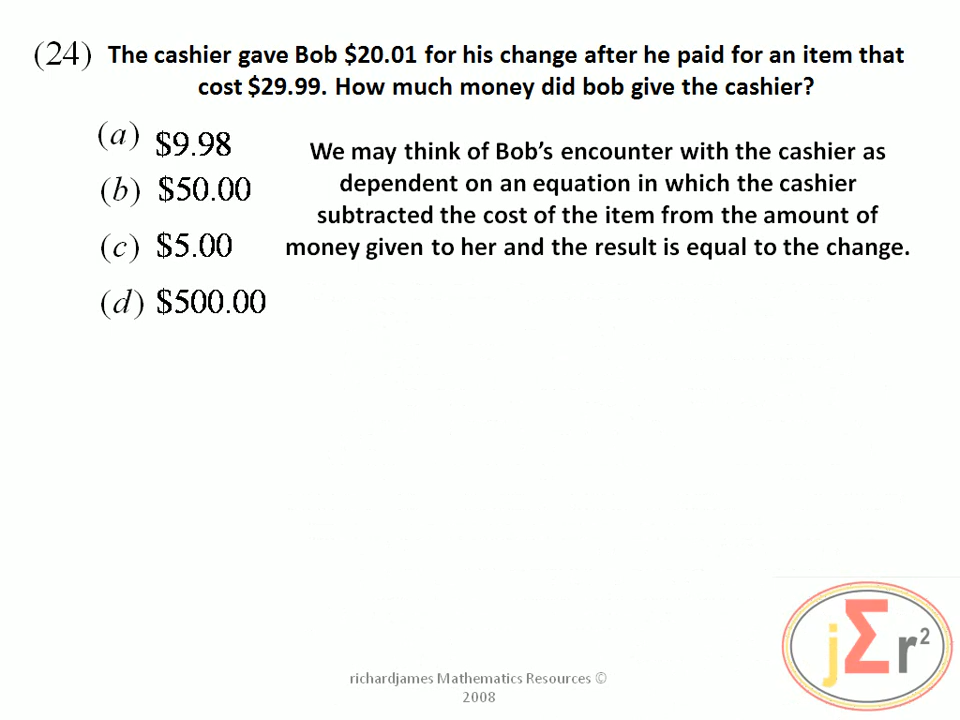 (24) The cashier gave Bob $20.01 for his change after he paid for an item that
cost $29.99. How much money did bob give the cashier?
(a) $9.98
(b) $50.00
(c) $5.00
(d) $500.00
We may think of Bob's encounter with the cashier as
dependent on an equation in which the cashier
subtracted the cost of the item from the amount of
money given to her and the result is equal to the change.
richardjames Mathematics Resources ©
2008
jΣr²